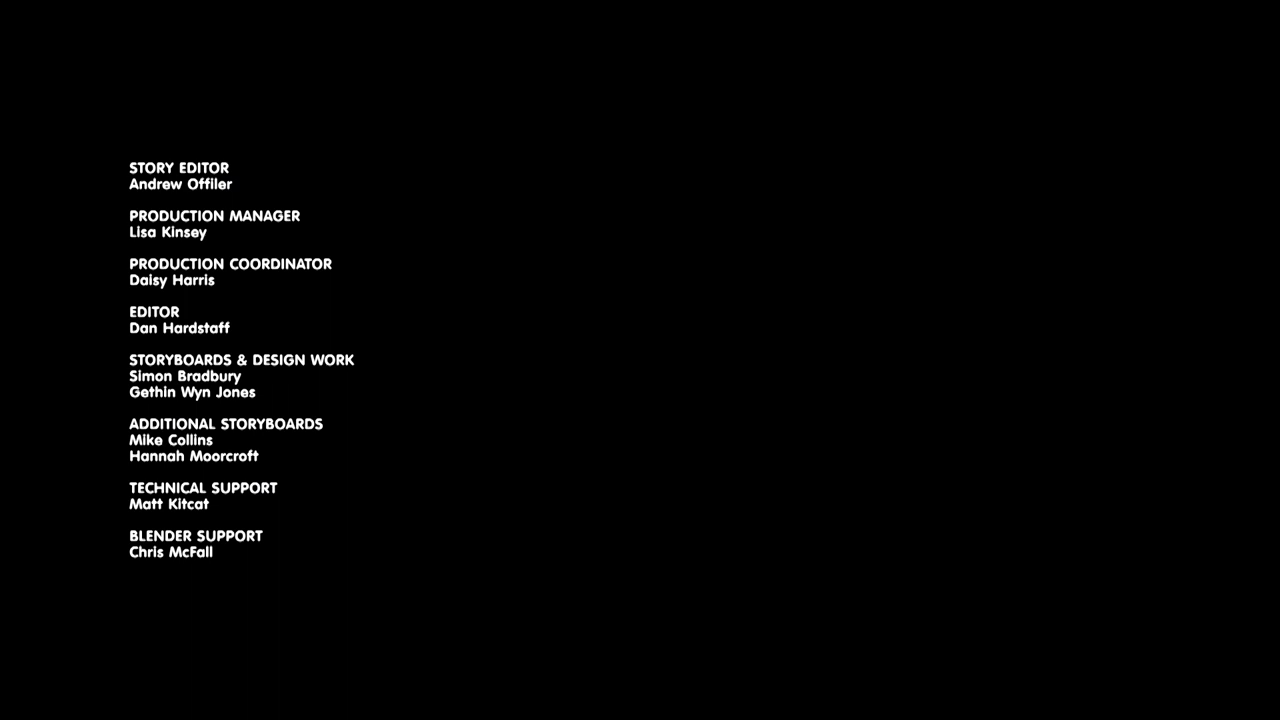 STORY EDITOR
Andrew Offiler
PRODUCTION MANAGER
Lisa Kinsey
PRODUCTION COORDINATOR
Daisy Harris
EDITOR
Dan Hardstaff
STORYBOARDS & DESIGN WORK
Simon Bradbury
Gethin Wyn Jones
ADDITIONAL STORYBOARDS
Mike Collins
Hannah Moorcroft
TECHNICAL SUPPORT
Matt Kitcat
BLENDER SUPPORT
Chris McFall